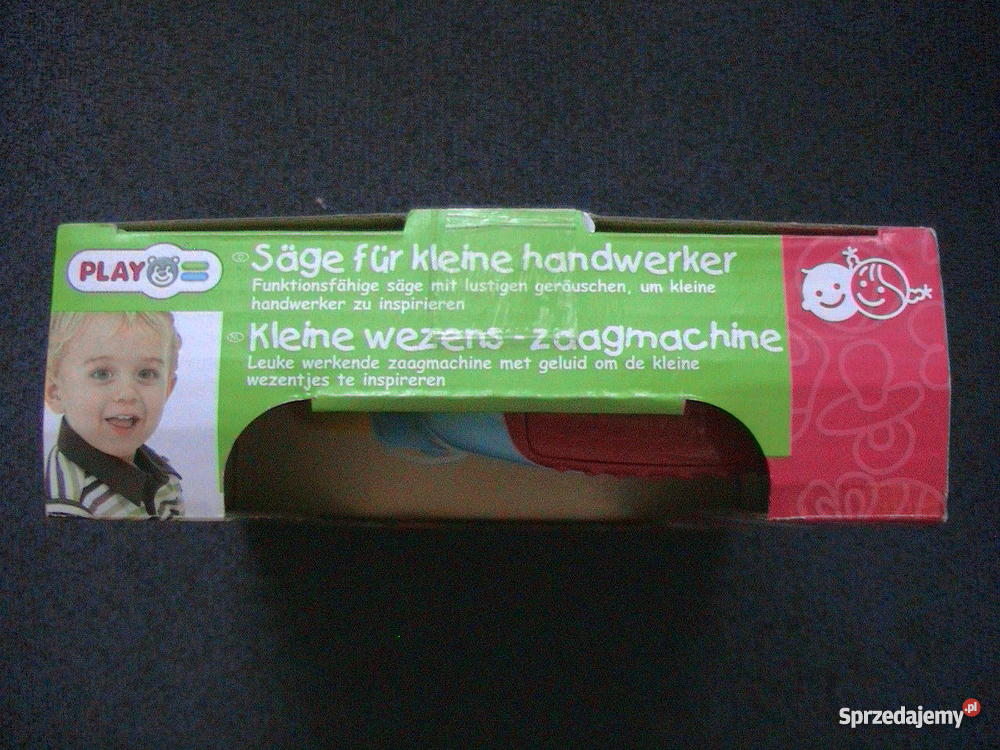 PLAY
D Säge für kleine handwerker
Funktionsfähige säge mit lustigen geräuschen, um kleine
handwerker zu inspirieren
NL Kleine wezens - zaagmachine
Leuke werkende zaagmachine met geluid om de kleine
wezentjes te inspireren
Sprzedajemy.pl